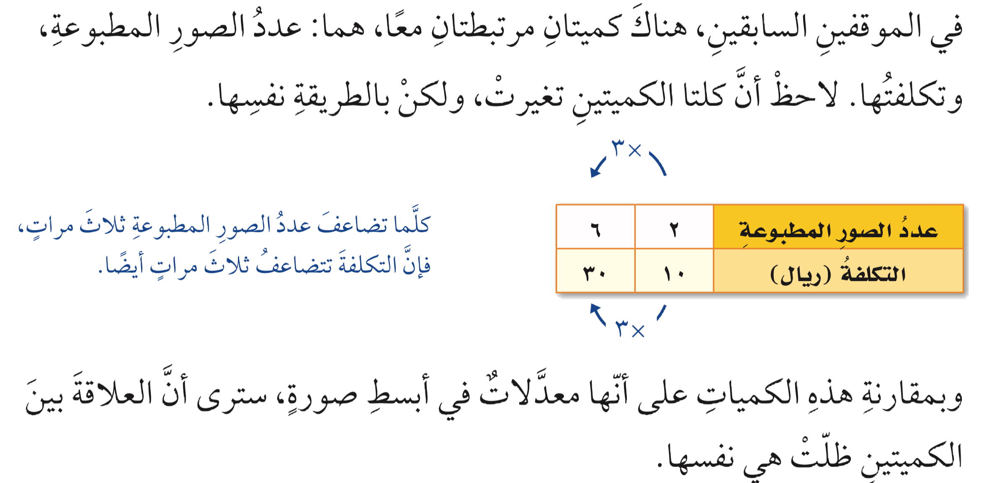 في الموقفينِ السابقينِ، هناكَ كميتانِ مرتبطتانِ معًا، هما: عددُ الصورِ المطبوعةِ،
وتكلفتُها. لاحظْ أنَّ كلتا الكميتينِ تغيرتْ، ولكنْ بالطريقةِ نفسِها.
×٣
عددُ الصورِ المطبوعةِ ٢ ٦
التكلفةُ (ريال) ١٠ ٣٠
×٣
كلَّما تضاعفَ عددُ الصورِ المطبوعةِ ثلاثَ مراتٍ،
فإنَّ التكلفةَ تتضاعفُ ثلاثَ مراتٍ أيضًا.
وبمقارنةِ هذهِ الكمياتِ على أنّها معدَّلاتٌ في أبسطِ صورةٍ، سترى أنَّ العلاقةَ بينَ
الكميتينِ ظلّتْ هي نفسها.